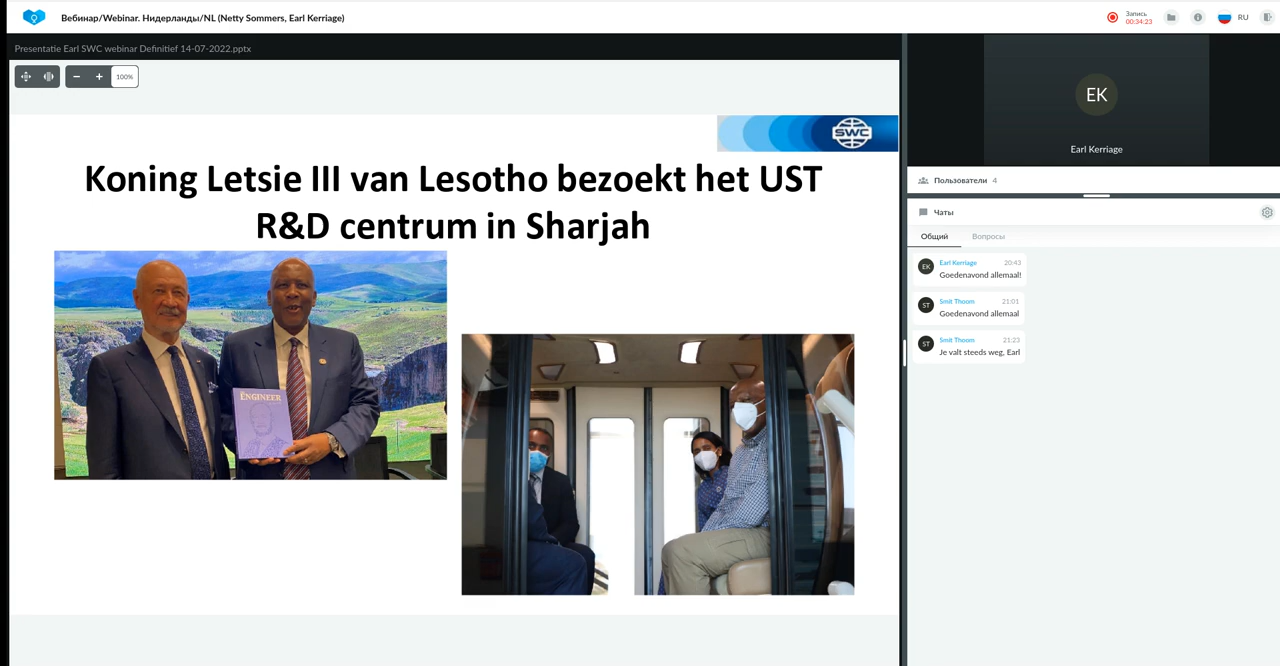 Вебинар/Webinar. Нидерланды/NL (Netty Sommers, Earl Kerriage)
Запись
00:34:23
RU
Presentatie Earl SWC webinar Definitief 14-07-2022.pptx
100%
SWC
Koning Letsie III van Lesotho bezoekt het UST
R&D centrum in Sharjah
ENGINEER
EK
Earl Kerriage
Пользователи 4
Чаты
Общий
Вопросы
EK
Earl Kerriage 20:43
Goedenavond allemaal!
ST
Smit Thoom 21:01
Goedenavond allemaal
ST
Smit Thoom 21:23
Je valt steeds weg, Earl